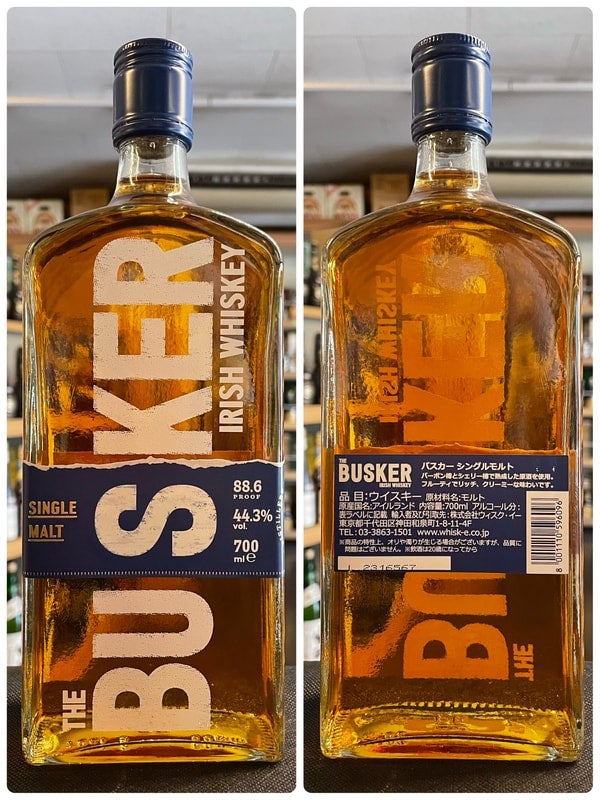 THE BUSKER
IRISH WHISKEY
SINGLE
MALT
88.6
PROOF
44.3%
vol.
700
ml e
THE
BUSKER
IRISH WHISKEY
バスカー シングルモルト
バーボン樽とシェリー樽で熟成した原酒を使用。
フルーティでリッチ、クリーミーな味わいです。
品 目:ウイスキー 原材料名:モルト
原産国名:アイルランド 内容量:700ml アルコール分:
表ラベルに記載 輸入者及び引取先:株式会社ウィスク・イー
東京都千代田区神田和泉町1-8-11-4F
TEL:03-3863-1501 www.whisk-e.co.jp
※商品の特性上、オリや濁りが生じる場合がございますが、品質に
問題はございません。※飲酒は20歳になってから
L 2316567
8 001110 596096
IRISH WHISKEY
THE BUSKER